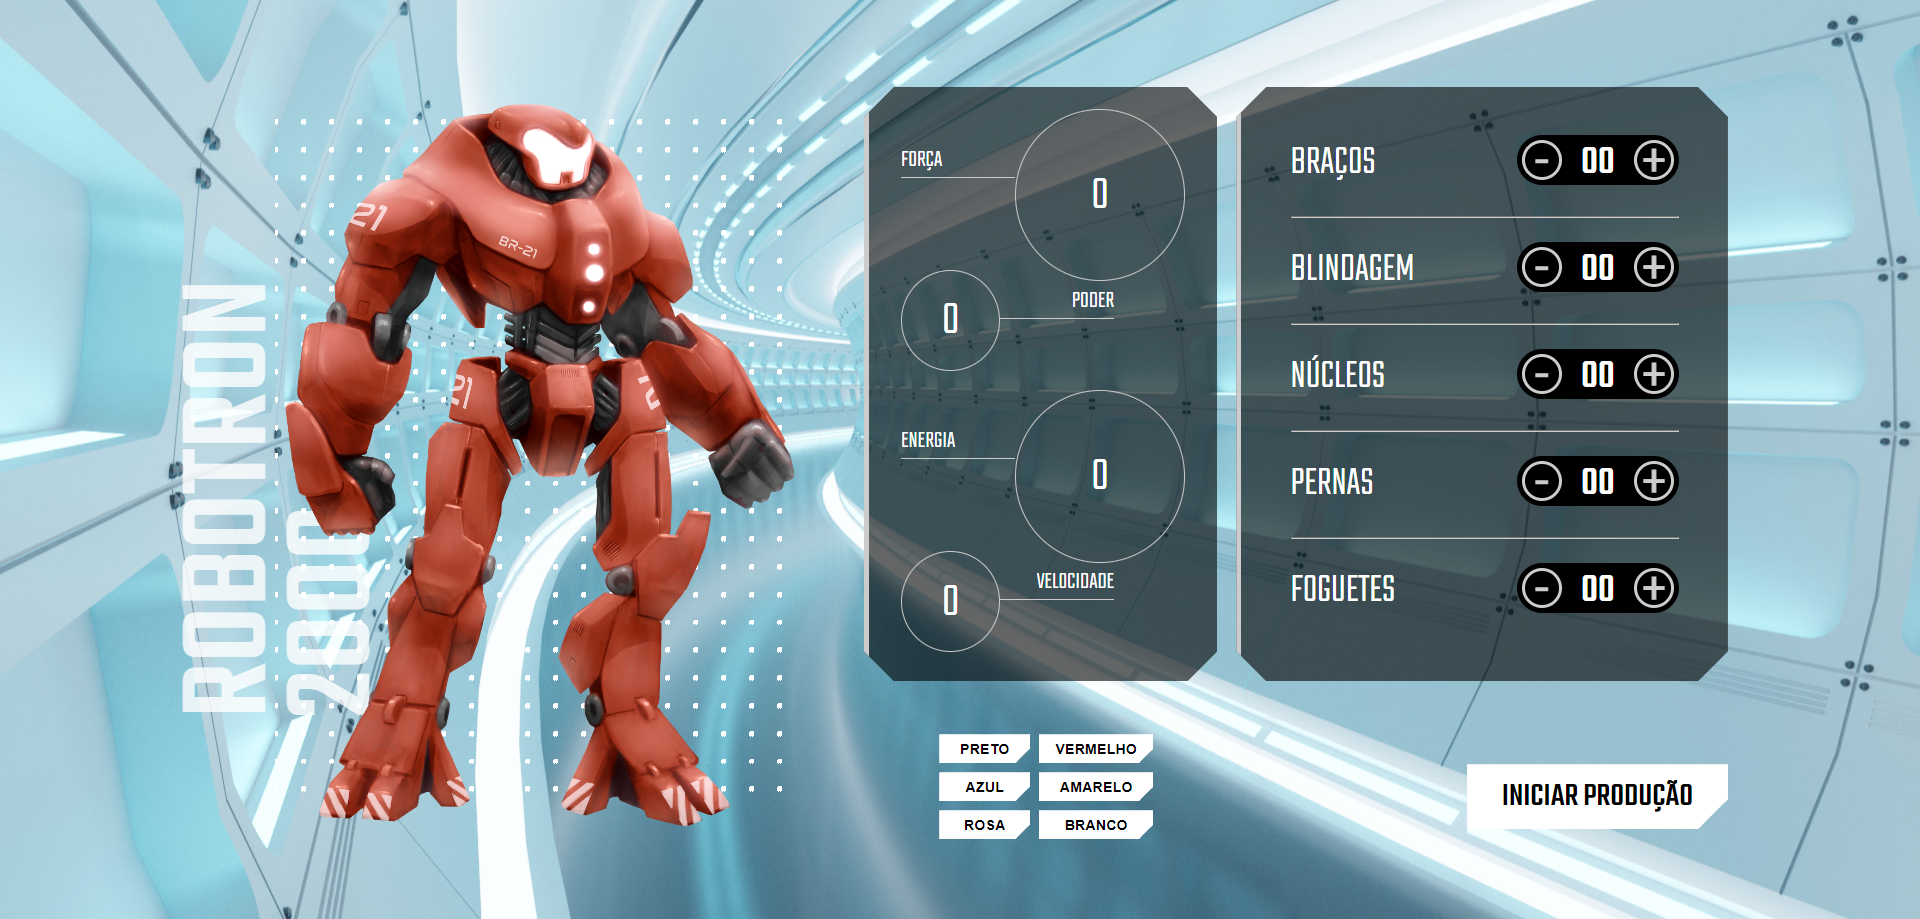 ROBOTRON
2000
21
BR-21
21
21
FORÇA
0
0
PODER
ENERGIA
0
0
VELOCIDADE
BRAÇOS - 00 +
BLINDAGEM - 00 +
NÚCLEOS - 00 +
PERNAS - 00 +
FOGUETES - 00 +
PRETO VERMELHO
AZUL AMARELO
ROSA BRANCO
INICIAR PRODUÇÃO